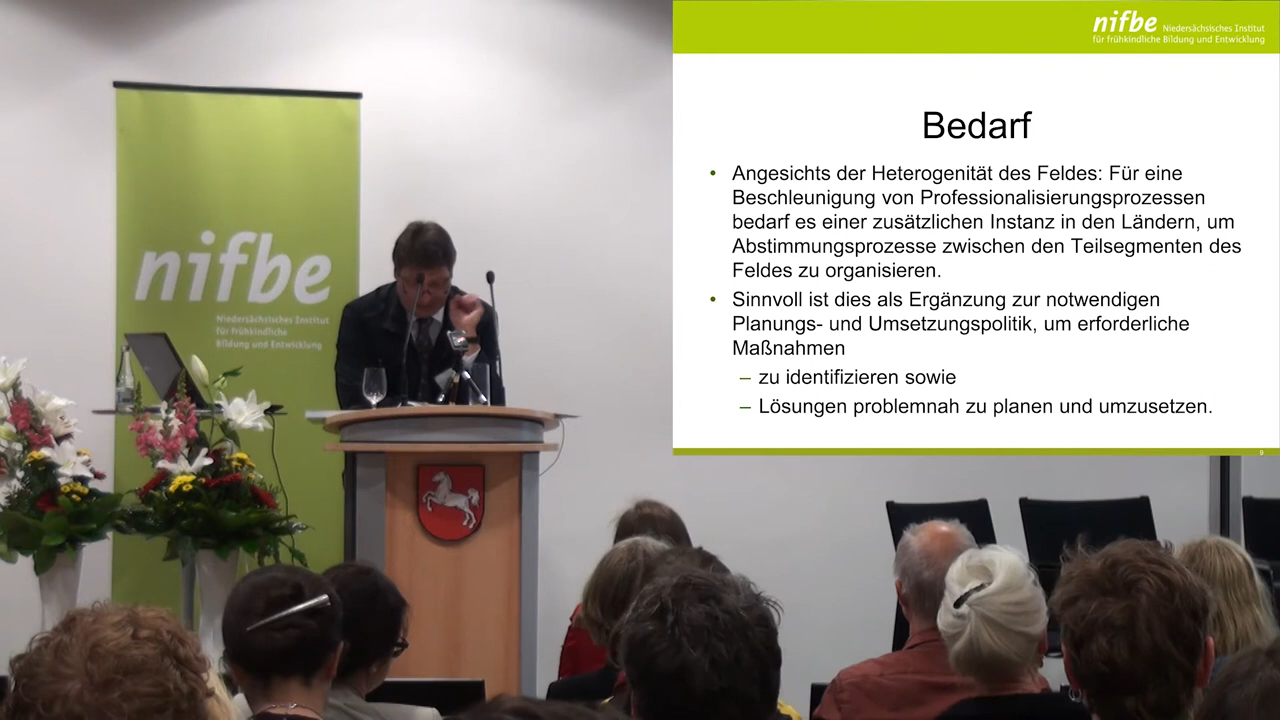 nifbe
Niedersächsisches Institut
für frühkindliche
Bildung und Entwicklung
nifbe Niedersächsisches Institut
für frühkindliche Bildung und Entwicklung
Bedarf
• Angesichts der Heterogenität des Feldes: Für eine
Beschleunigung von Professionalisierungsprozessen
bedarf es einer zusätzlichen Instanz in den Ländern, um
Abstimmungsprozesse zwischen den Teilsegmenten des
Feldes zu organisieren.
• Sinnvoll ist dies als Ergänzung zur notwendigen
Planungs- und Umsetzungspolitik, um erforderliche
Maßnahmen
– zu identifizieren sowie
– Lösungen problemnah zu planen und umzusetzen.
9